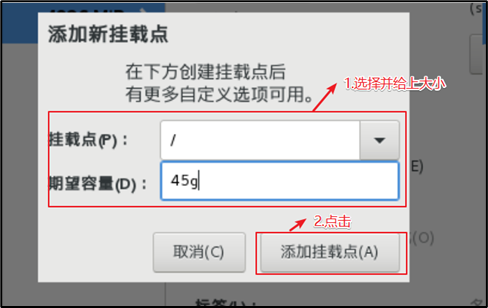 添加新挂载点
在下方创建挂载点后
有更多自定义选项可用。
1.选择并给上大小
挂载点(P)：
/
期望容量(D)：
45g
(E)
2.点击
取消(C)
添加挂载点(A)
(O)
标签(L)：